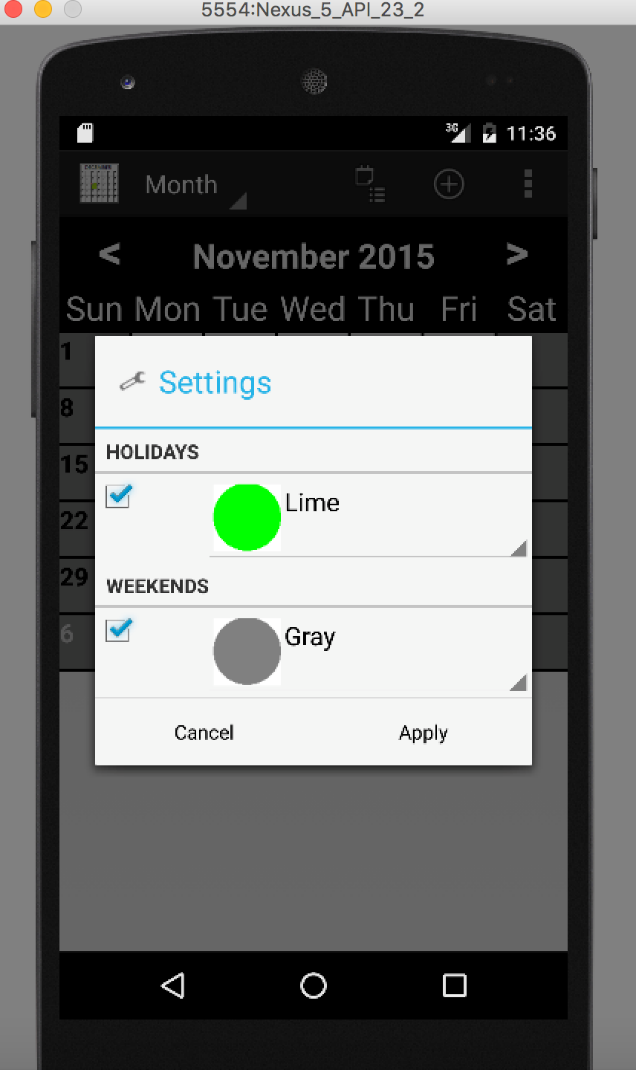 5554:Nexus_5_API_23_2
3G 11:36
Month
< November 2015 >
Sun Mon Tue Wed Thu Fri Sat
1
Settings
8
HOLIDAYS
15
Lime
22
29
WEEKENDS
6
Gray
Cancel Apply